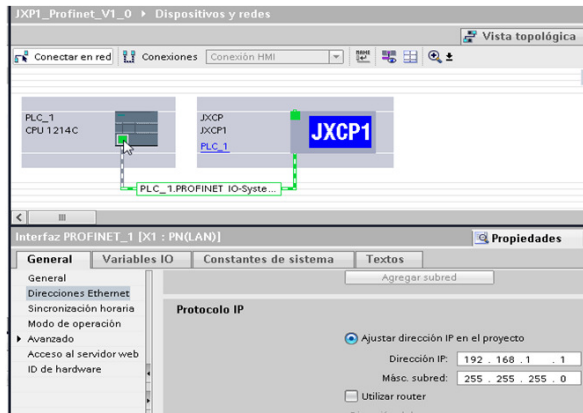 JXP1_Profinet_V1_0 ▸ Dispositivos y redes
Vista topológica
Conectar en red Conexiones Conexión HMI
PLC_1
CPU 1214C
JXCP
JXCP1
PLC_1
JXCP1
PLC_1.PROFINET IO-Syste...
Interfaz PROFINET_1 [X1 : PN(LAN)]
Propiedades
General Variables IO Constantes de sistema Textos
General
Direcciones Ethernet
Sincronización horaria
Modo de operación
Avanzado
Acceso al servidor web
ID de hardware
Agregar subred
Protocolo IP
Ajustar dirección IP en el proyecto
Dirección IP: 192 . 168 . 1 . 1
Másc. subred: 255 . 255 . 255 . 0
Utilizar router